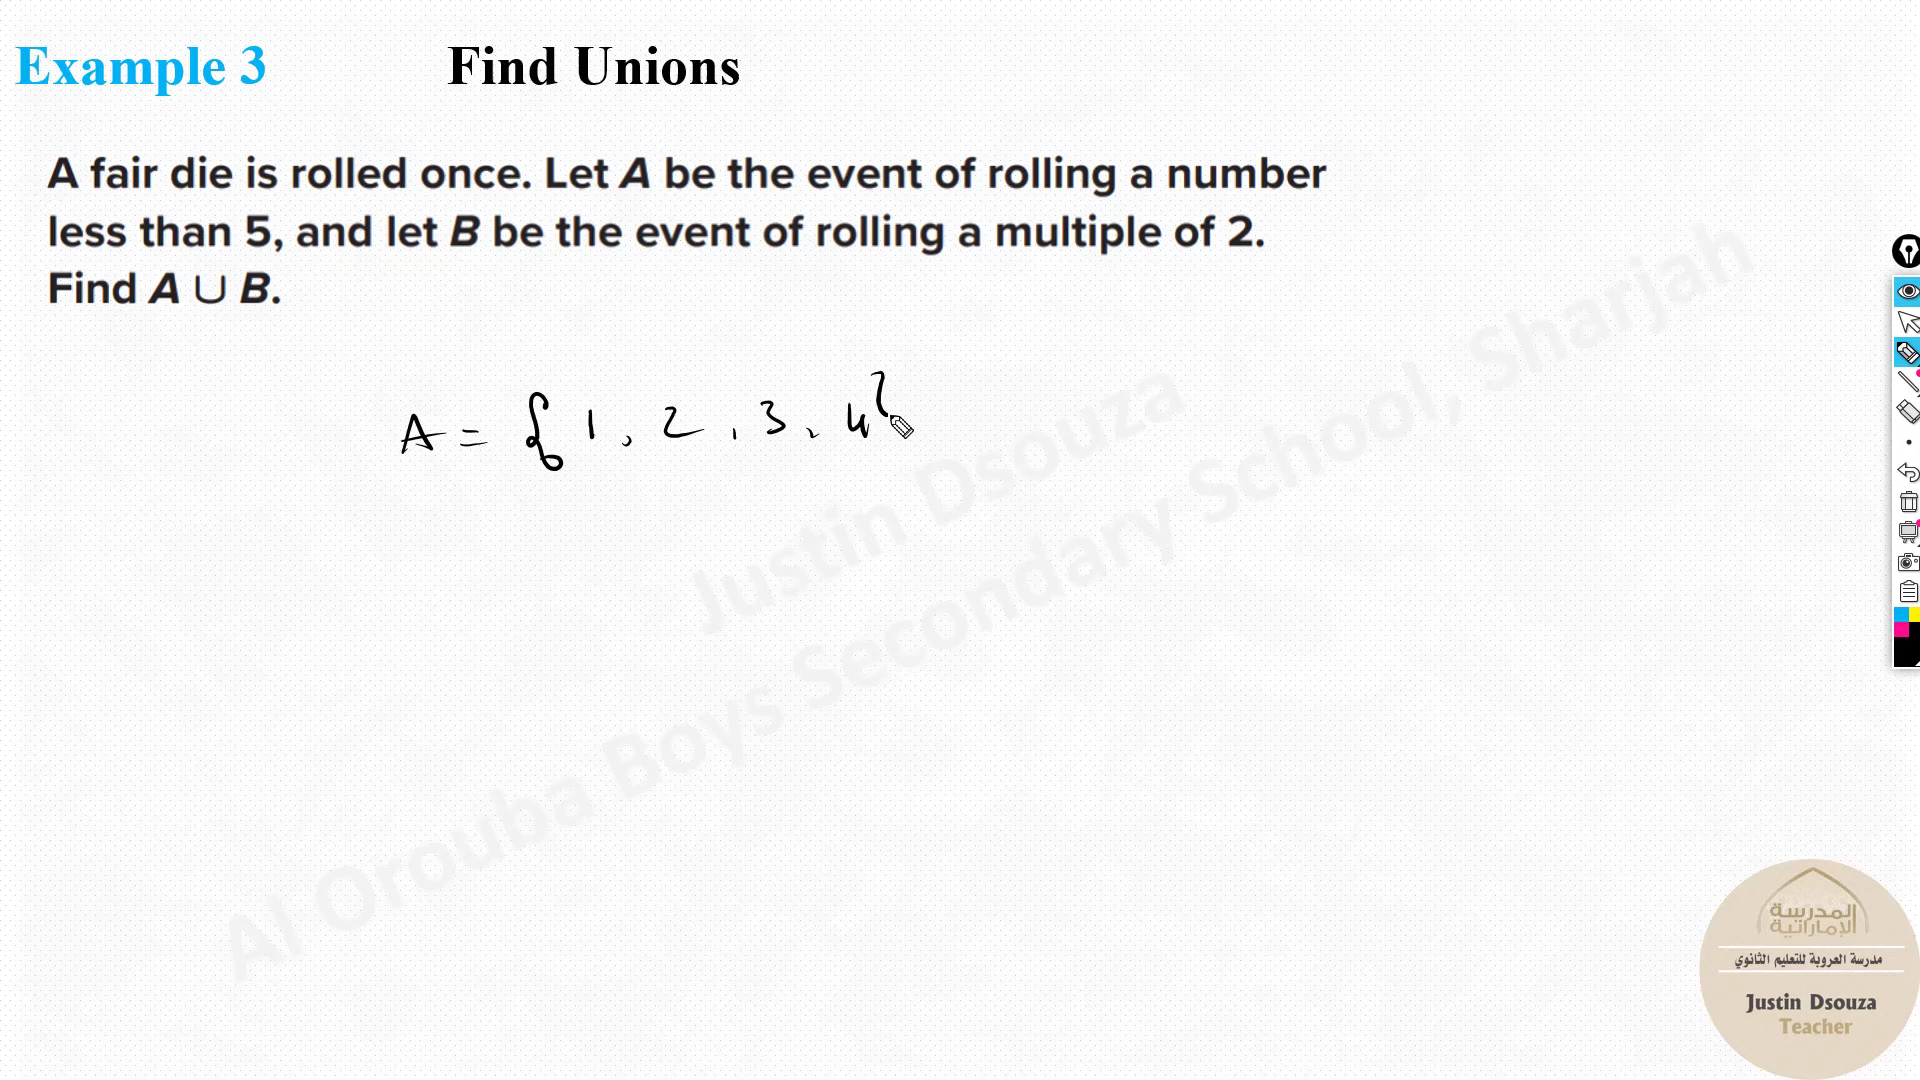 Example 3 Find Unions
A fair die is rolled once. Let A be the event of rolling a number
less than 5, and let B be the event of rolling a multiple of 2.
Find A ∪ B.
A = { 1, 2, 3, 4 }
Justin Dsouza
Al Orouba Boys Secondary School, Sharjah
المدرسة
الإماراتية
مدرسة العروبة للتعليم الثانوي
Justin Dsouza
Teacher